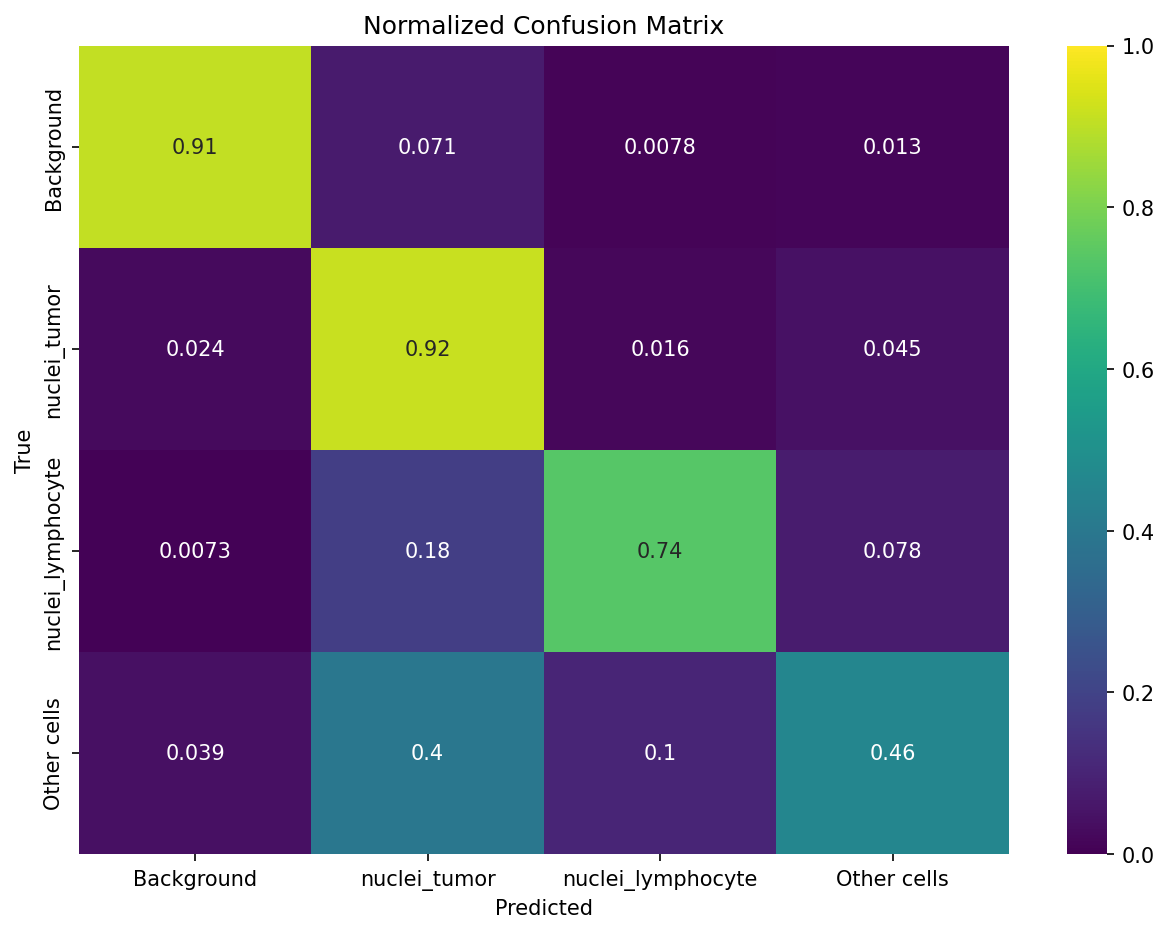 Normalized Confusion Matrix
True
Background
0.91 0.071 0.0078 0.013
nuclei_tumor
0.024 0.92 0.016 0.045
nuclei_lymphocyte
0.0073 0.18 0.74 0.078
Other cells
0.039 0.4 0.1 0.46
Background nuclei_tumor nuclei_lymphocyte Other cells
Predicted
1.0
0.8
0.6
0.4
0.2
0.0